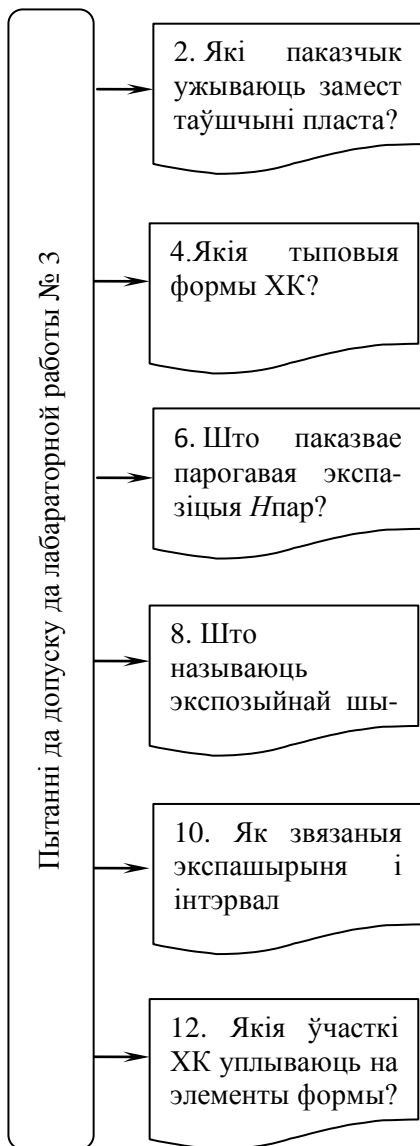 Пытанні да допуску да лабараторнай работы № 3
2. Які паказчык
ужываюць замест
таўшчыні пласта?
4.Якія тыповыя
формы ХК?
6. Што паказвае
парогавая экспа-
зіцыя Hпар?
8. Што
называюць
экспозыйнай шы-
10. Як звязаныя
экспашырыня і
інтэрвал
12. Якія ўчасткі
ХК уплываюць на
элементы формы?